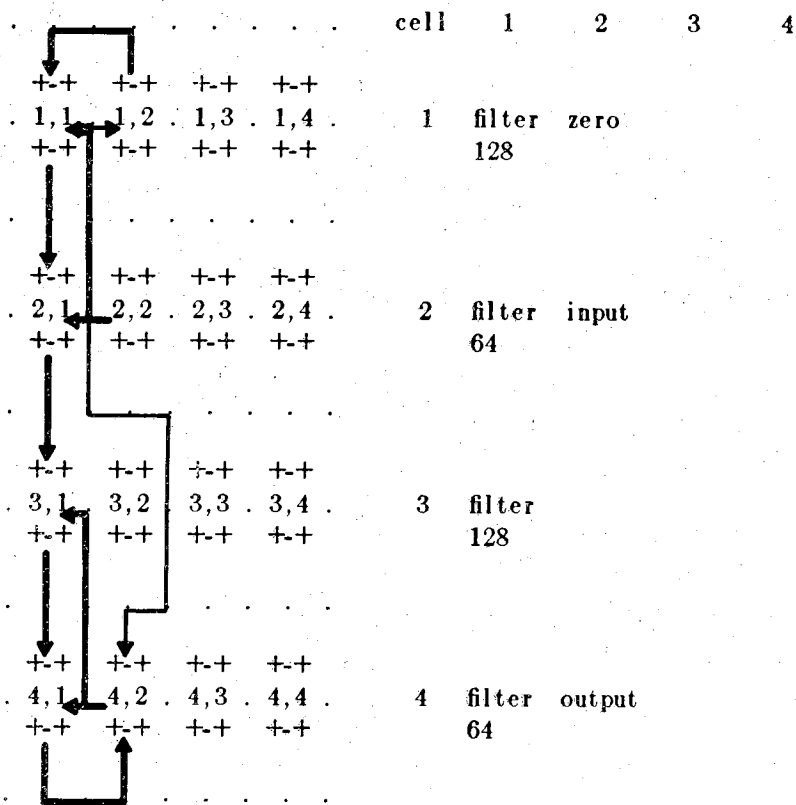 . . . . . . . . cell 1 2 3 4
+-+ +-+ +-+ +-+
. 1,1 1,2 . 1,3 . 1,4 . 1 filter zero
+-+ +-+ +-+ +-+ 128
. . . . . . . .
+-+ +-+ +-+ +-+
. 2,1 2,2 . 2,3 . 2,4 . 2 filter input
+-+ +-+ +-+ +-+ 64
. . . . . . . .
+-+ +-+ +-+ +-+
. 3,1 3,2 3,3 . 3,4 . 3 filter
+-+ +-+ +-+ +-+ 128
. . . . . .
+-+ +-+ +-+ +-+
. 4,1 4,2 . 4,3 . 4,4 . 4 filter output
+-+ +-+ +-+ +-+ 64
. . . . . .